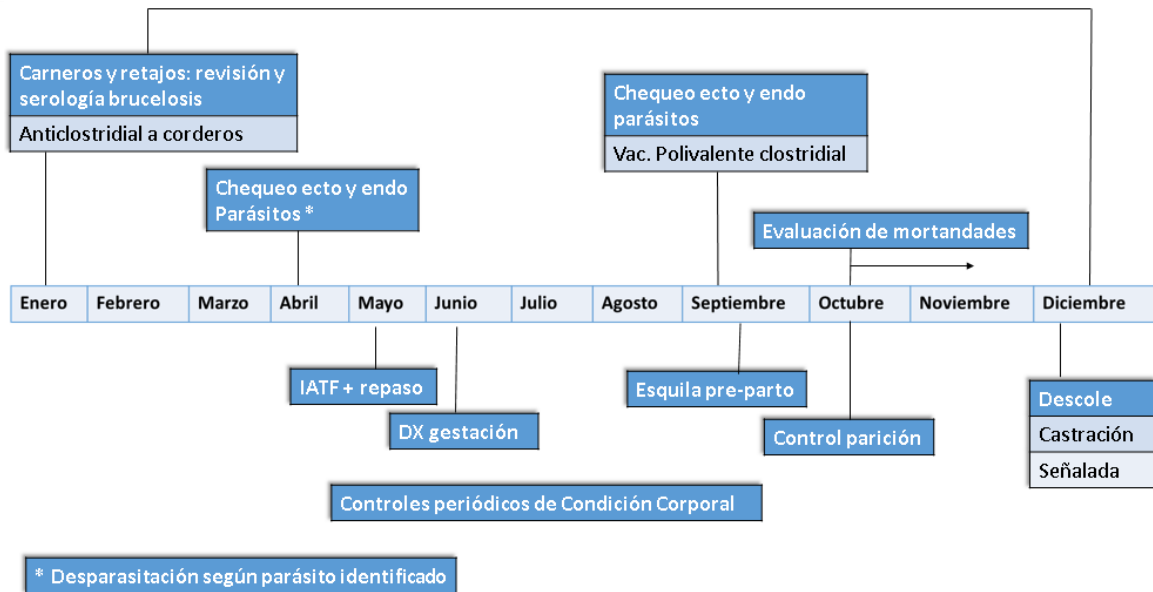 Carneros y retajos: revisión y
serología brucelosis
Anticlostridial a corderos
Chequeo ecto y endo
parásitos
Vac. Polivalente clostridial
Chequeo ecto y endo
Parásitos *
Evaluación de mortandades
Enero Febrero Marzo Abril Mayo Junio Julio Agosto Septiembre Octubre Noviembre Diciembre
IATF + repaso
DX gestación
Esquila pre-parto
Control parición
Descole
Castración
Señalada
Controles periódicos de Condición Corporal
* Desparasitación según parásito identificado